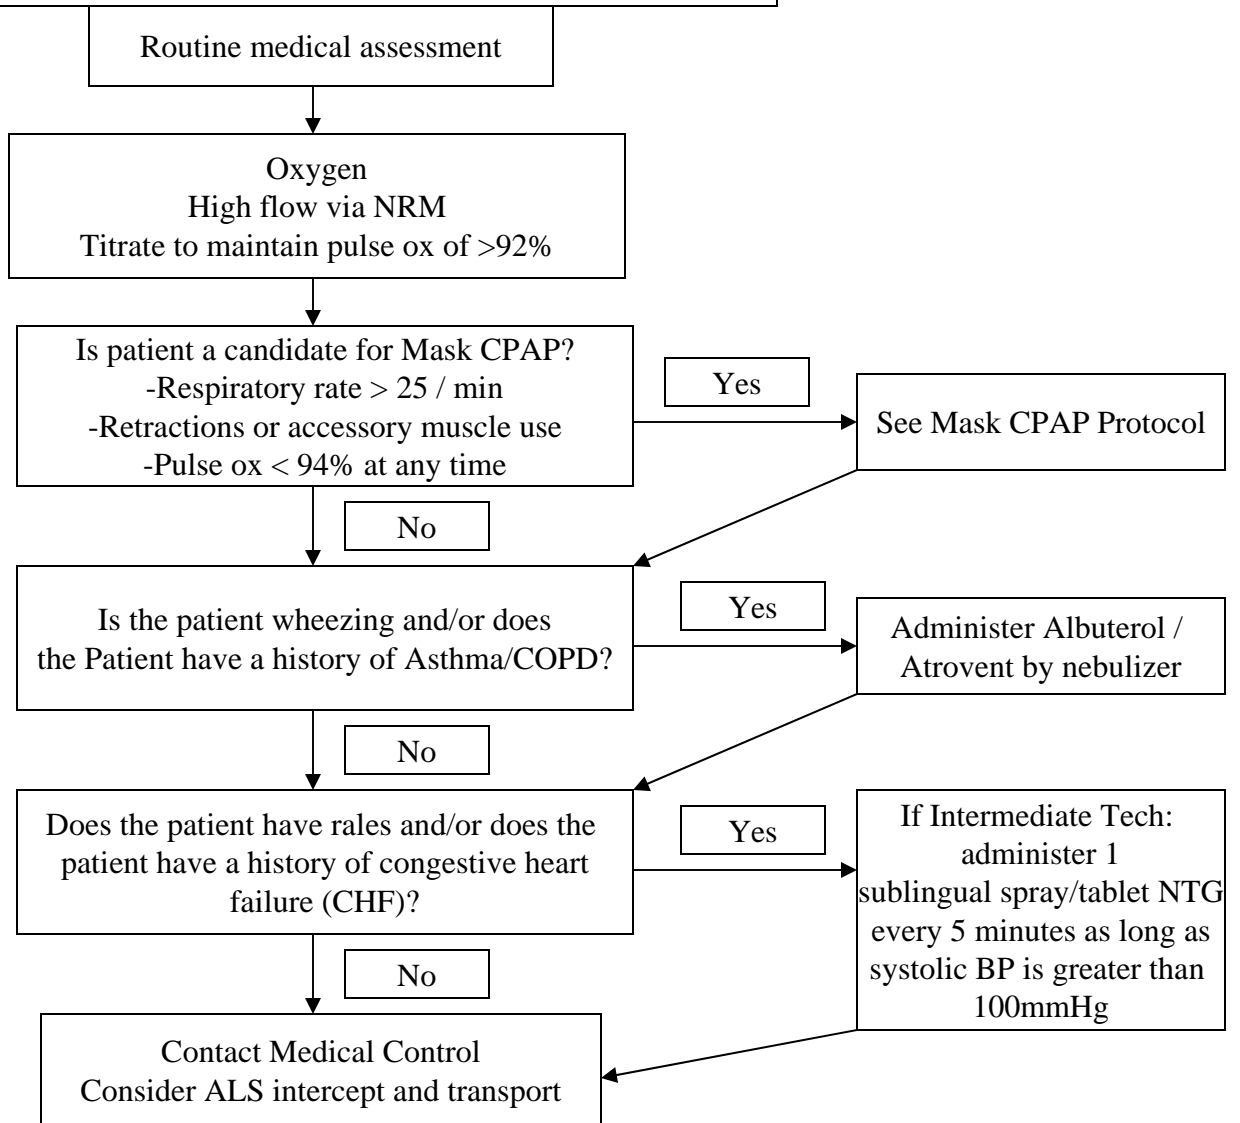 Routine medical assessment
Oxygen
High flow via NRM
Titrate to maintain pulse ox of >92%
Is patient a candidate for Mask CPAP?
-Respiratory rate > 25 / min
-Retractions or accessory muscle use
-Pulse ox < 94% at any time
Yes
See Mask CPAP Protocol
No
Is the patient wheezing and/or does
the Patient have a history of Asthma/COPD?
Yes
Administer Albuterol /
Atrovent by nebulizer
No
Does the patient have rales and/or does the
patient have a history of congestive heart
failure (CHF)?
Yes
If Intermediate Tech:
administer 1
sublingual spray/tablet NTG
every 5 minutes as long as
systolic BP is greater than
100mmHg
No
Contact Medical Control
Consider ALS intercept and transport